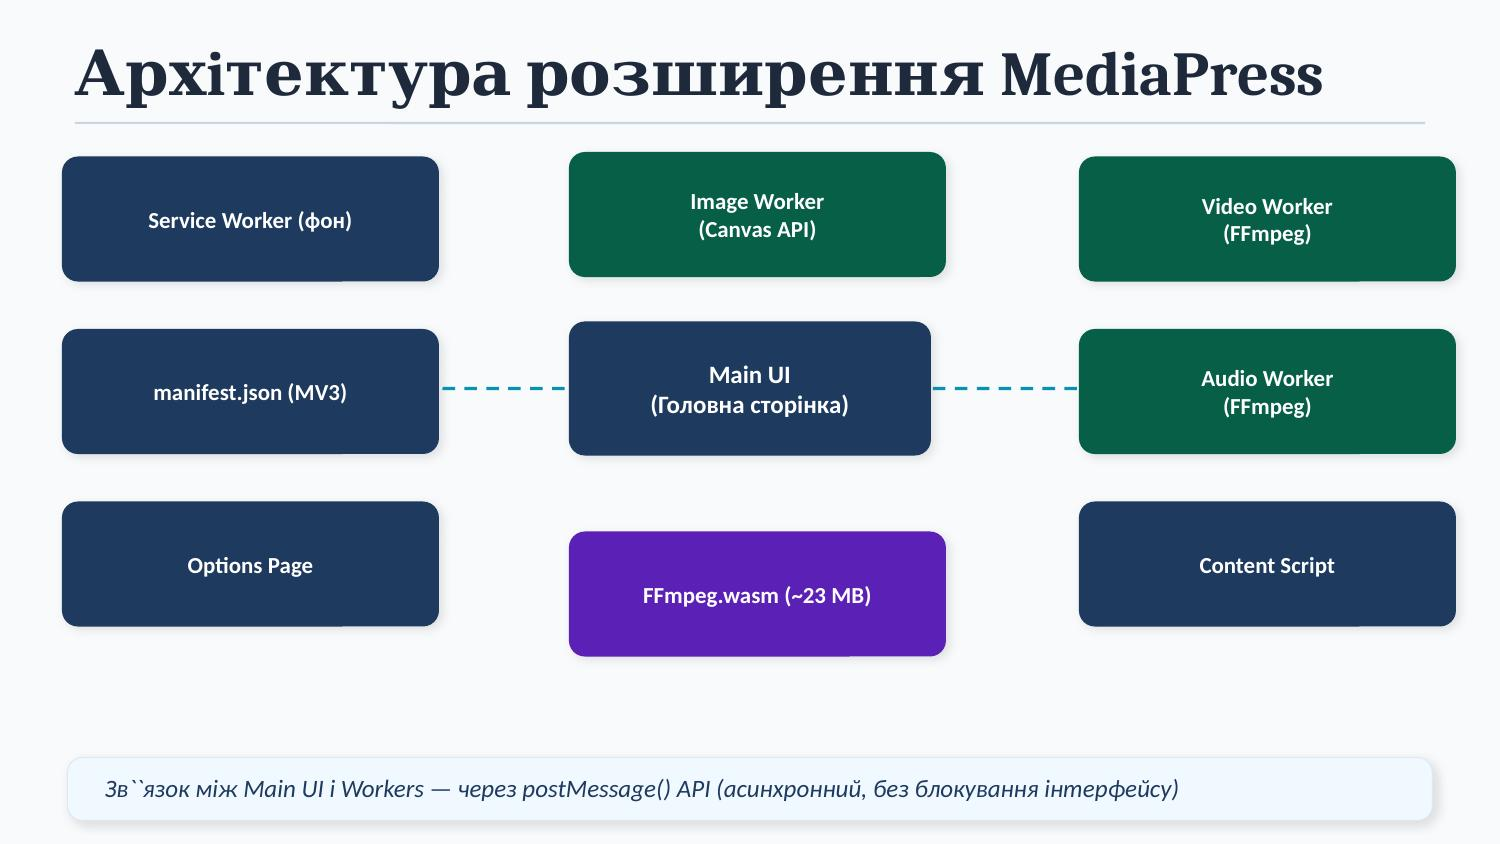 Архітектура розширення MediaPress
Service Worker (фон)
Image Worker
(Canvas API)
Video Worker
(FFmpeg)
manifest.json (MV3)
Main UI
(Головна сторінка)
Audio Worker
(FFmpeg)
Options Page
FFmpeg.wasm (~23 MB)
Content Script
Зв``язок між Main UI і Workers — через postMessage() API (асинхронний, без блокування інтерфейсу)